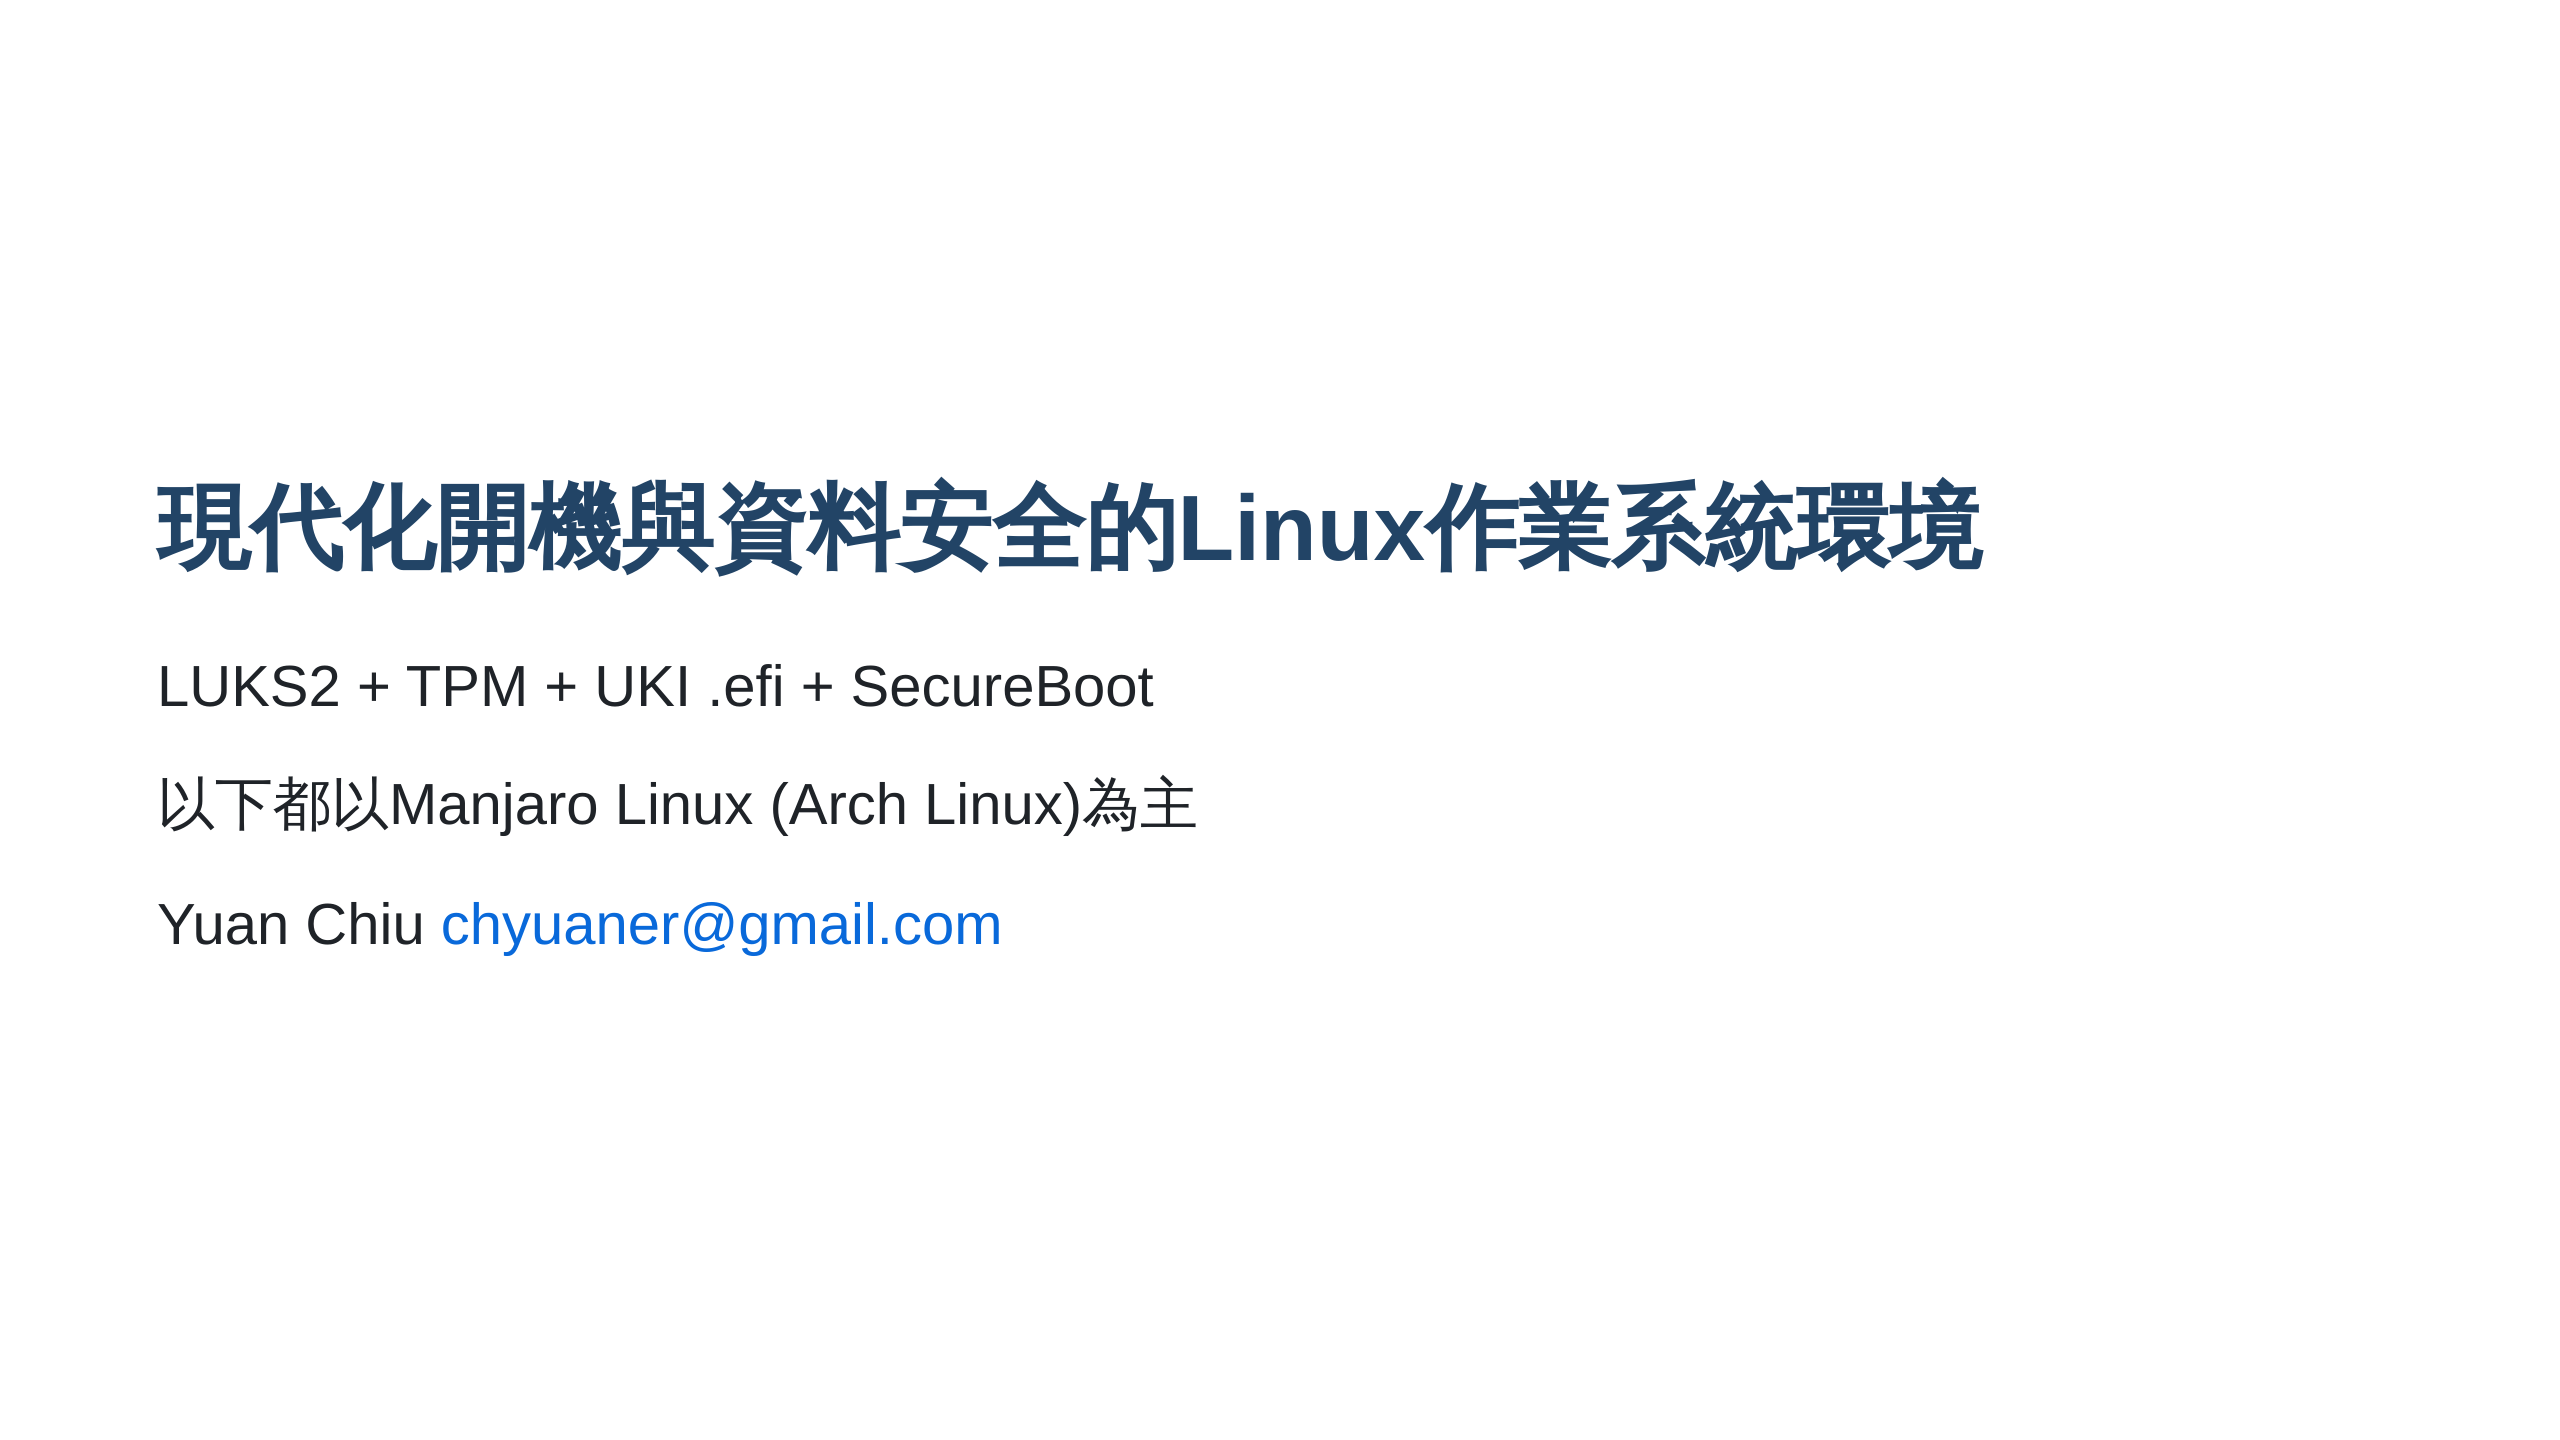 現代化開機與資料安全的Linux作業系統環境
LUKS2 + TPM + UKI .efi + SecureBoot
以下都以Manjaro Linux (Arch Linux)為主
Yuan Chiu chyuaner@gmail.com